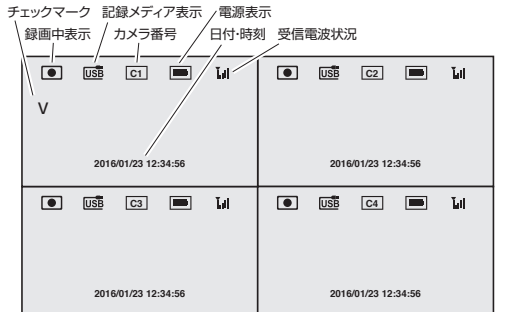 チェックマーク 記録メディア表示 電源表示
録画中表示 カメラ番号 日付・時刻 受信電波状況
USB C1 USB C2
V
2016/01/23 12:34:56 2016/01/23 12:34:56
USB C3 USB C4
2016/01/23 12:34:56 2016/01/23 12:34:56